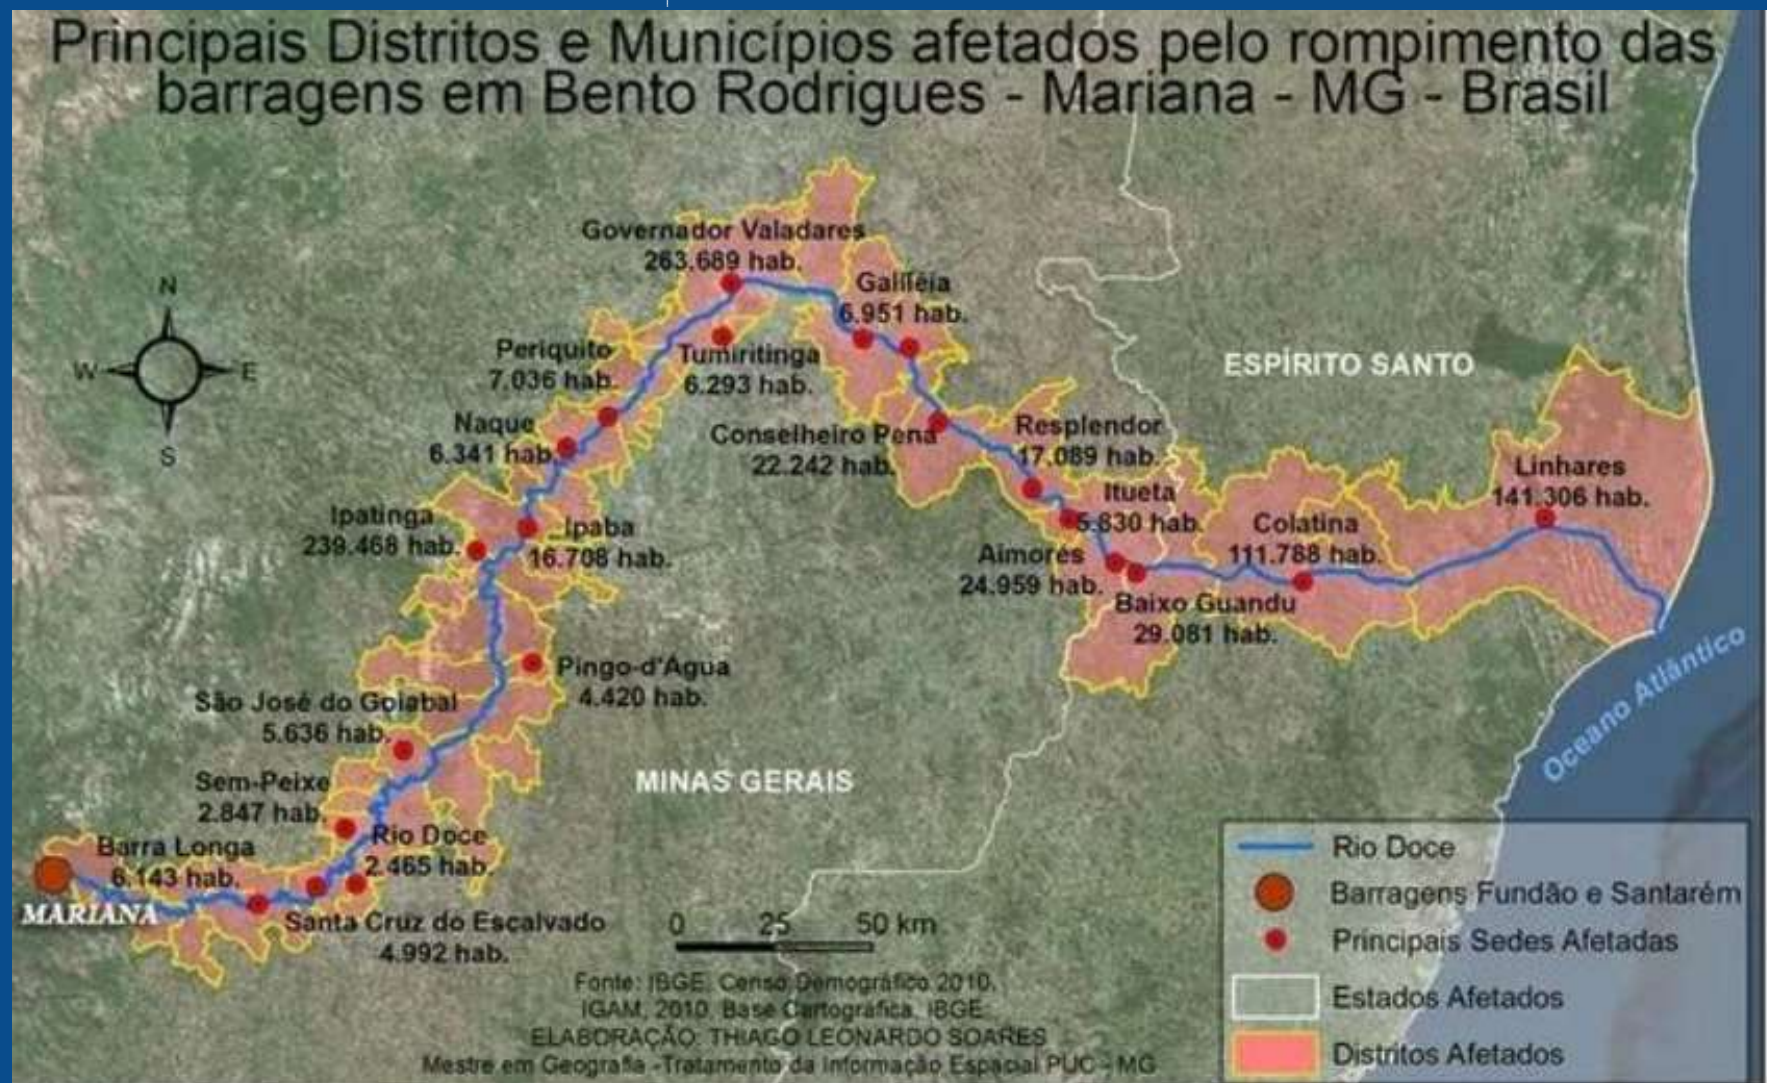 Principais Distritos e Municípios afetados pelo rompimento das
barragens em Bento Rodrigues - Mariana - MG - Brasil
Governador Valadares
263.689 hab.
Galiléia
6.951 hab.
N
W
E
S
Periquito
7.036 hab.
Tumiritinga
6.293 hab.
ESPÍRITO SANTO
Naque
6.341 hab.
Conselheiro Pena
22.242 hab.
Resplendor
17.089 hab.
Linhares
141.306 hab.
Itueta
5.830 hab.
Ipatinga
239.468 hab.
Ipaba
16.708 hab.
Colatina
111.788 hab.
Aimorés
24.959 hab.
Baixo Guandu
29.081 hab.
Pingo-d'Água
4.420 hab.
São José do Goiabal
5.636 hab.
Oceano Atlântico
Sem-Peixe
2.847 hab.
MINAS GERAIS
Rio Doce
2.465 hab.
Barra Longa
6.143 hab.
MARIANA
Santa Cruz do Escalvado
4.992 hab.
0 25 50 km
Fonte: IBGE. Censo Demográfico 2010.
IGAM, 2010. Base Cartográfica. IBGE.
ELABORAÇÃO: THIAGO LEONARDO SOARES
Mestre em Geografia -Tratamento da Informação Espacial PUC - MG
Rio Doce
Barragens Fundão e Santarém
Principais Sedes Afetadas
Estados Afetados
Distritos Afetados